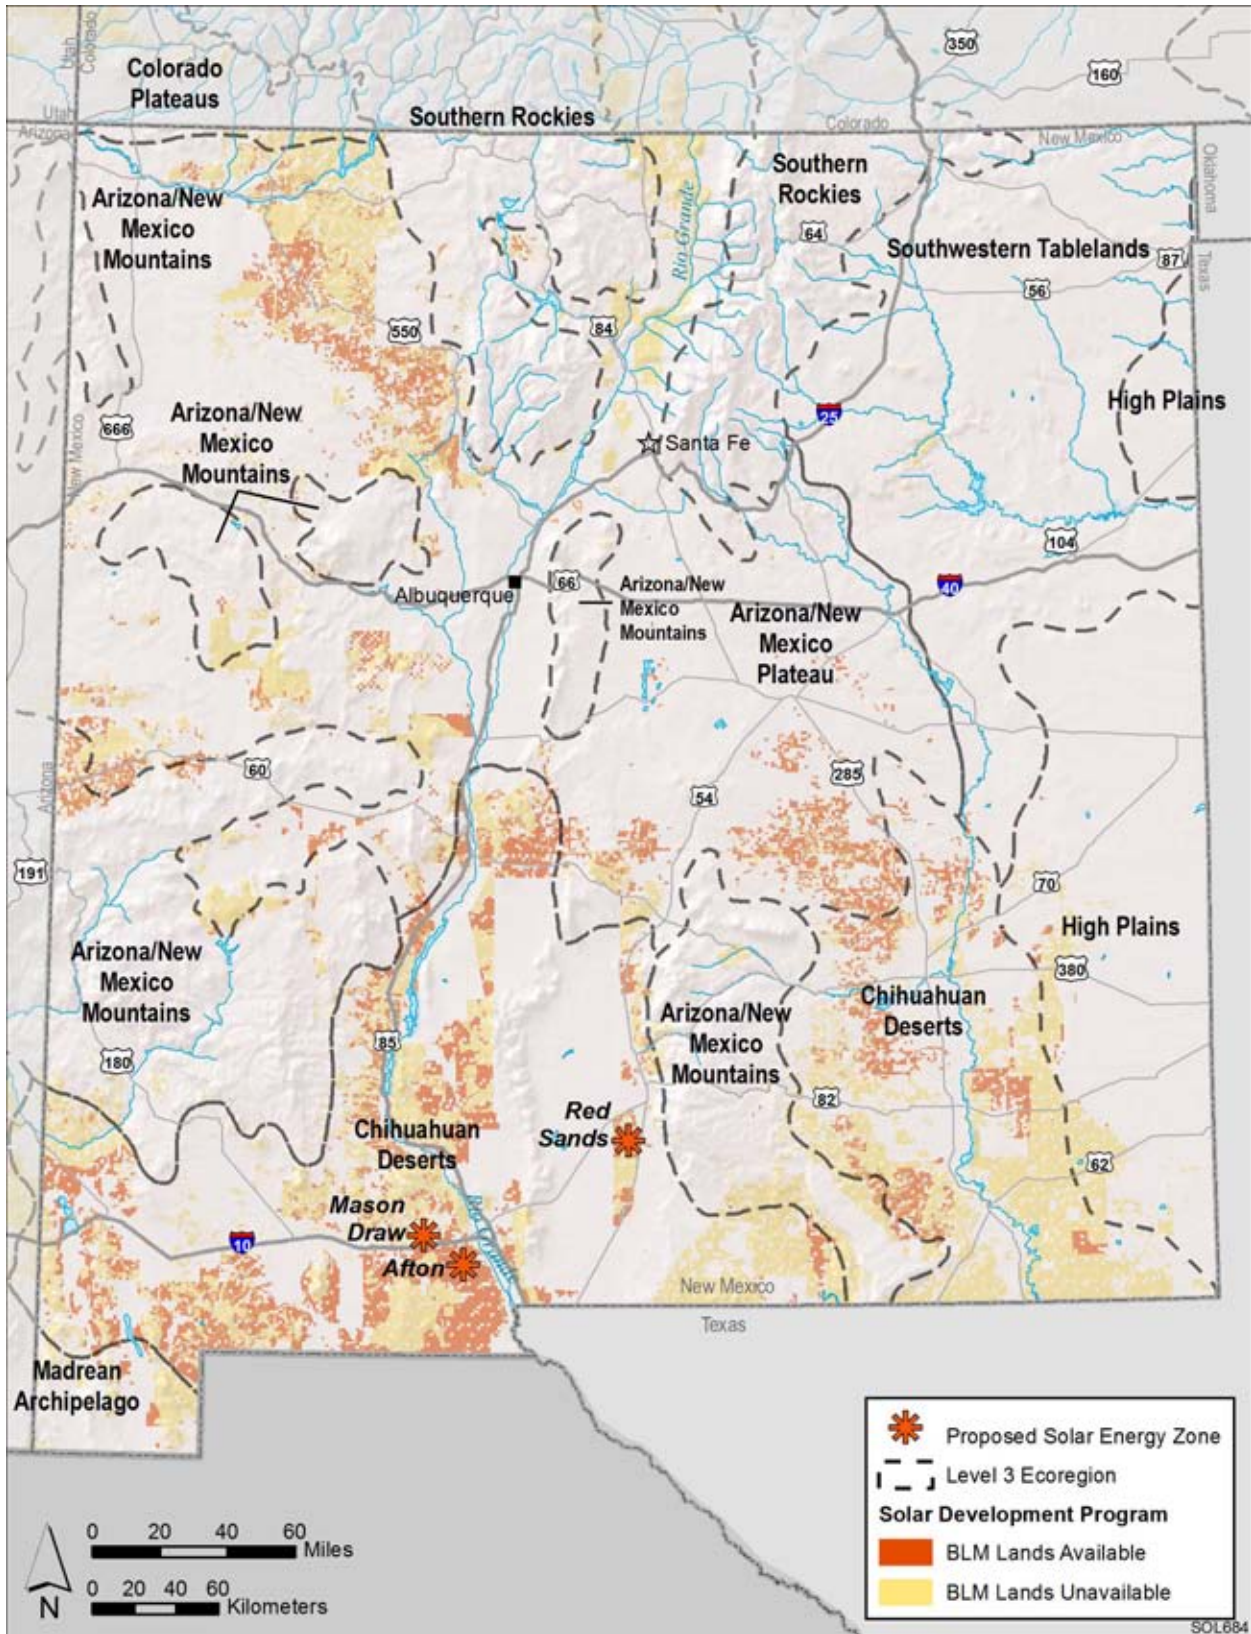 Utah
Colorado
350
160
Colorado
Plateaus
Southern Rockies
Utah
Arizona
Colorado
New Mexico
Oklahoma
Southern
Rockies
Arizona/New
Mexico
Mountains
Rio Grande
64
Southwestern Tablelands
87
Texas
56
550
84
High Plains
Arizona/New
Mexico
Mountains
25
666
New Mexico
Santa Fe
104
Albuquerque
66
Arizona/New
Mexico
Mountains
40
Arizona/New
Mexico
Plateau
60
Arizona
54
285
191
70
High Plains
Arizona/New
Mexico
Mountains
380
Chihuahuan
Deserts
Arizona/New
Mexico
Mountains
85
180
82
Red
Sands
Chihuahuan
Deserts
62
Mason
Draw
Rio Grande
10
Afton
New Mexico
Texas
Madrean
Archipelago
Proposed Solar Energy Zone
Level 3 Ecoregion
Solar Development Program
BLM Lands Available
BLM Lands Unavailable
0 20 40 60
Miles
0 20 40 60
Kilometers
N
SOL684